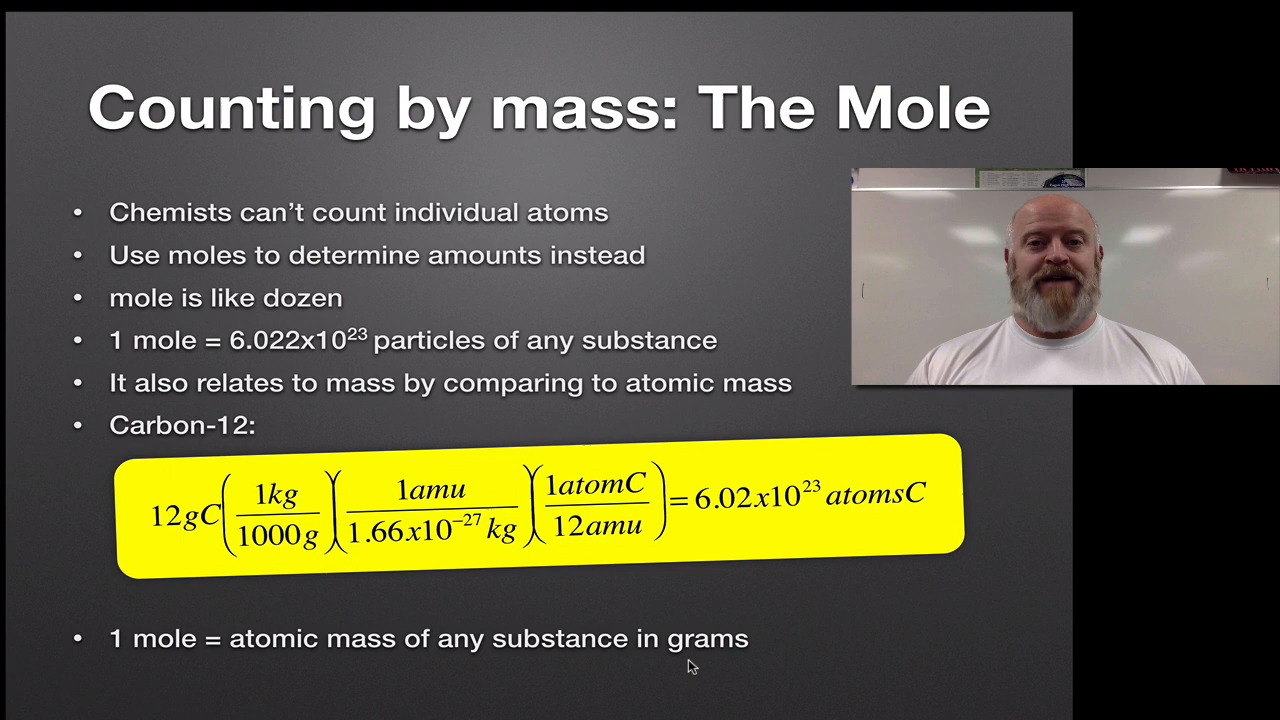 Counting by mass: The Mole
• Chemists can't count individual atoms
• Use moles to determine amounts instead
• mole is like dozen
• 1 mole = 6.022x10²³ particles of any substance
• It also relates to mass by comparing to atomic mass
• Carbon-12:
12gC(1kg/1000g)(1amu/1.66x10⁻²⁷kg)(1atomC/12amu)=6.02x10²³atomsC
• 1 mole = atomic mass of any substance in grams